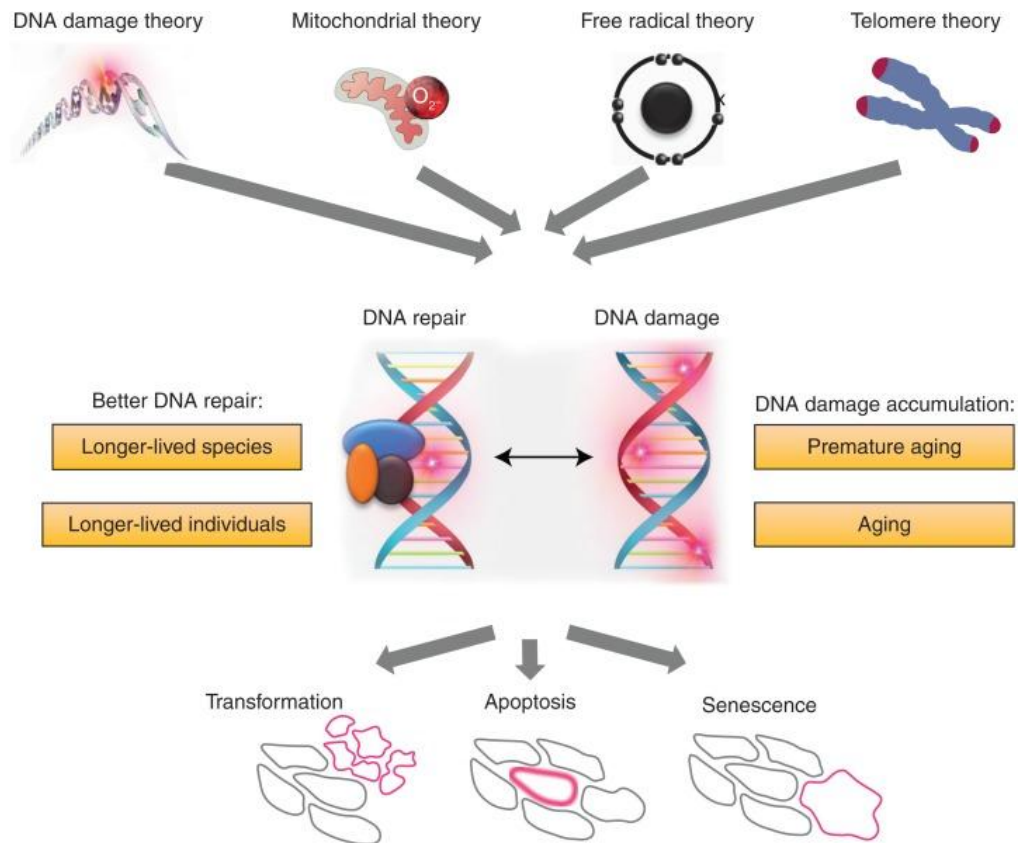 DNA damage theory
Mitochondrial theory
Free radical theory
Telomere theory
O2-
X
DNA repair
DNA damage
Better DNA repair:
Longer-lived species
Longer-lived individuals
DNA damage accumulation:
Premature aging
Aging
Transformation
Apoptosis
Senescence